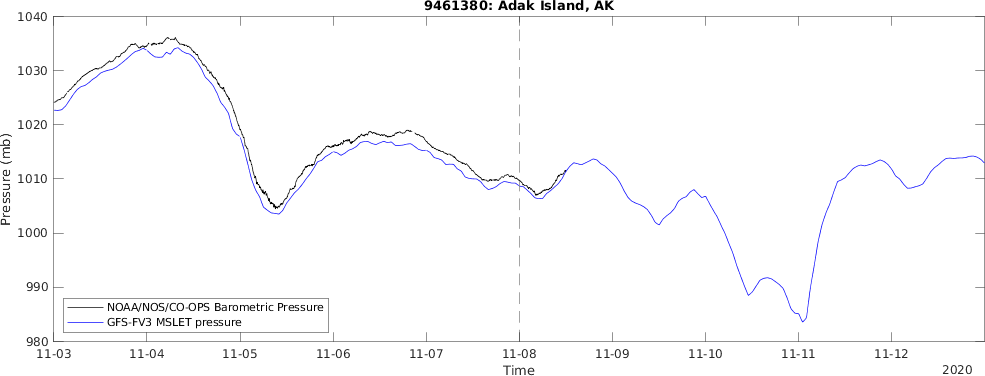 9461380: Adak Island, AK
Pressure (mb)
1040
1030
1020
1010
1000
990
980
NOAA/NOS/CO-OPS Barometric Pressure
GFS-FV3 MSLET pressure
11-03 11-04 11-05 11-06 11-07 11-08 11-09 11-10 11-11 11-12
Time
2020